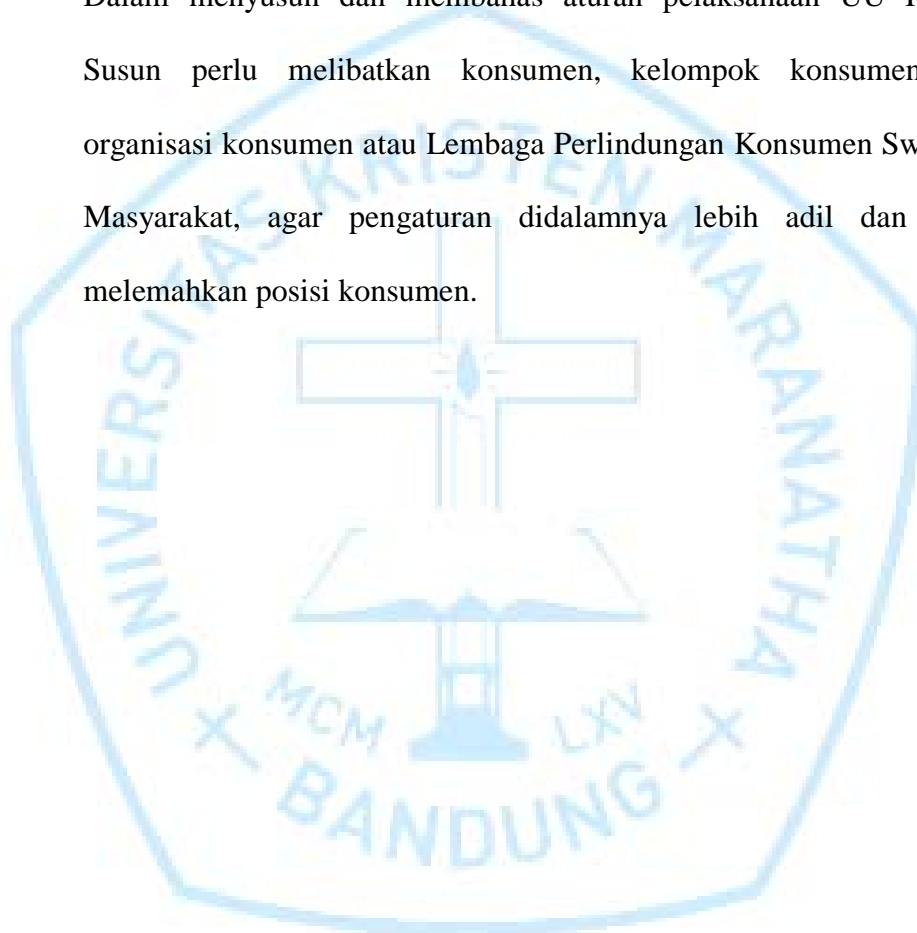 Dalam menyusun dan membahas aturan pelaksanaan UU
Susun perlu melibatkan konsumen, kelompok konsumen
organisasi konsumen atau Lembaga Perlindungan Konsumen Sw
Masyarakat, agar pengaturan didalamnya lebih adil dan
melemahkan posisi konsumen.
UNIVERSITAS KRISTEN MARANATHA
MCM LXV
BANDUNG